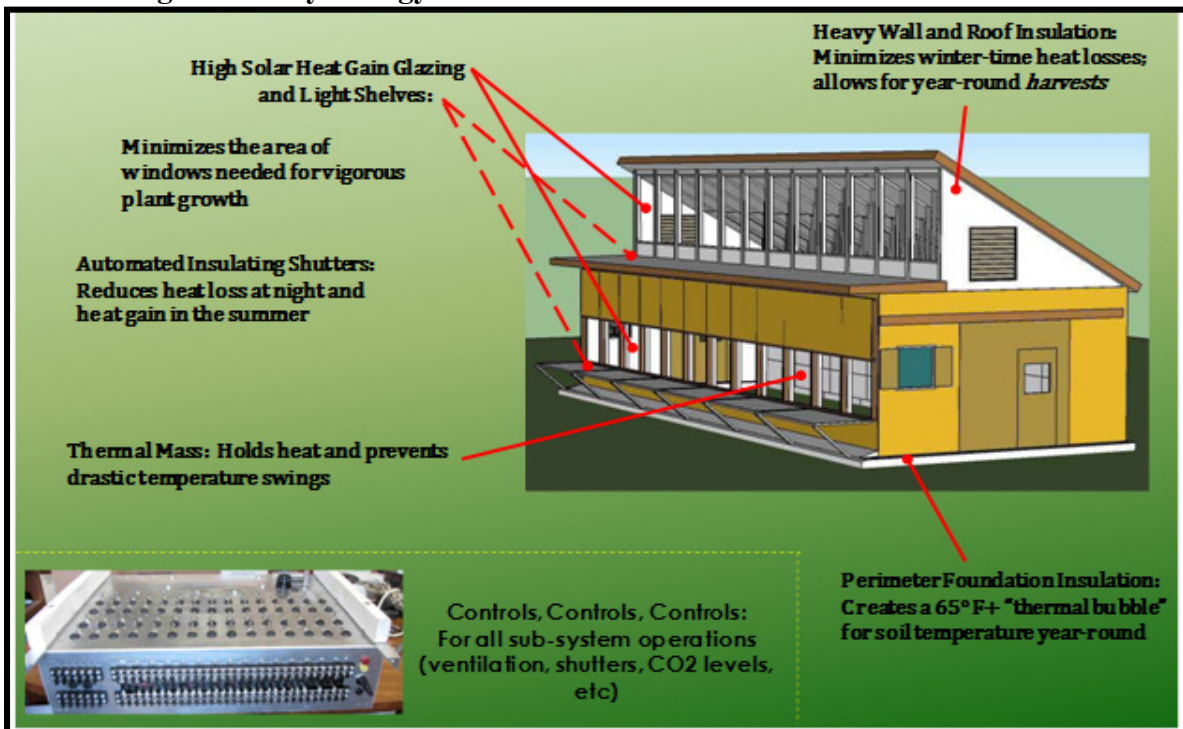 High Solar Heat Gain Glazing
and Light Shelves:
Minimizes the area of
windows needed for vigorous
plant growth
Automated Insulating Shutters:
Reduces heat loss at night and
heat gain in the summer
Thermal Mass: Holds heat and prevents
drastic temperature swings
Heavy Wall and Roof Insulation:
Minimizes winter-time heat losses;
allows for year-round harvests
Perimeter Foundation Insulation:
Creates a 65° F+ "thermal bubble"
for soil temperature year-round
Controls, Controls, Controls:
For all sub-system operations
(ventilation, shutters, CO2 levels,
etc)